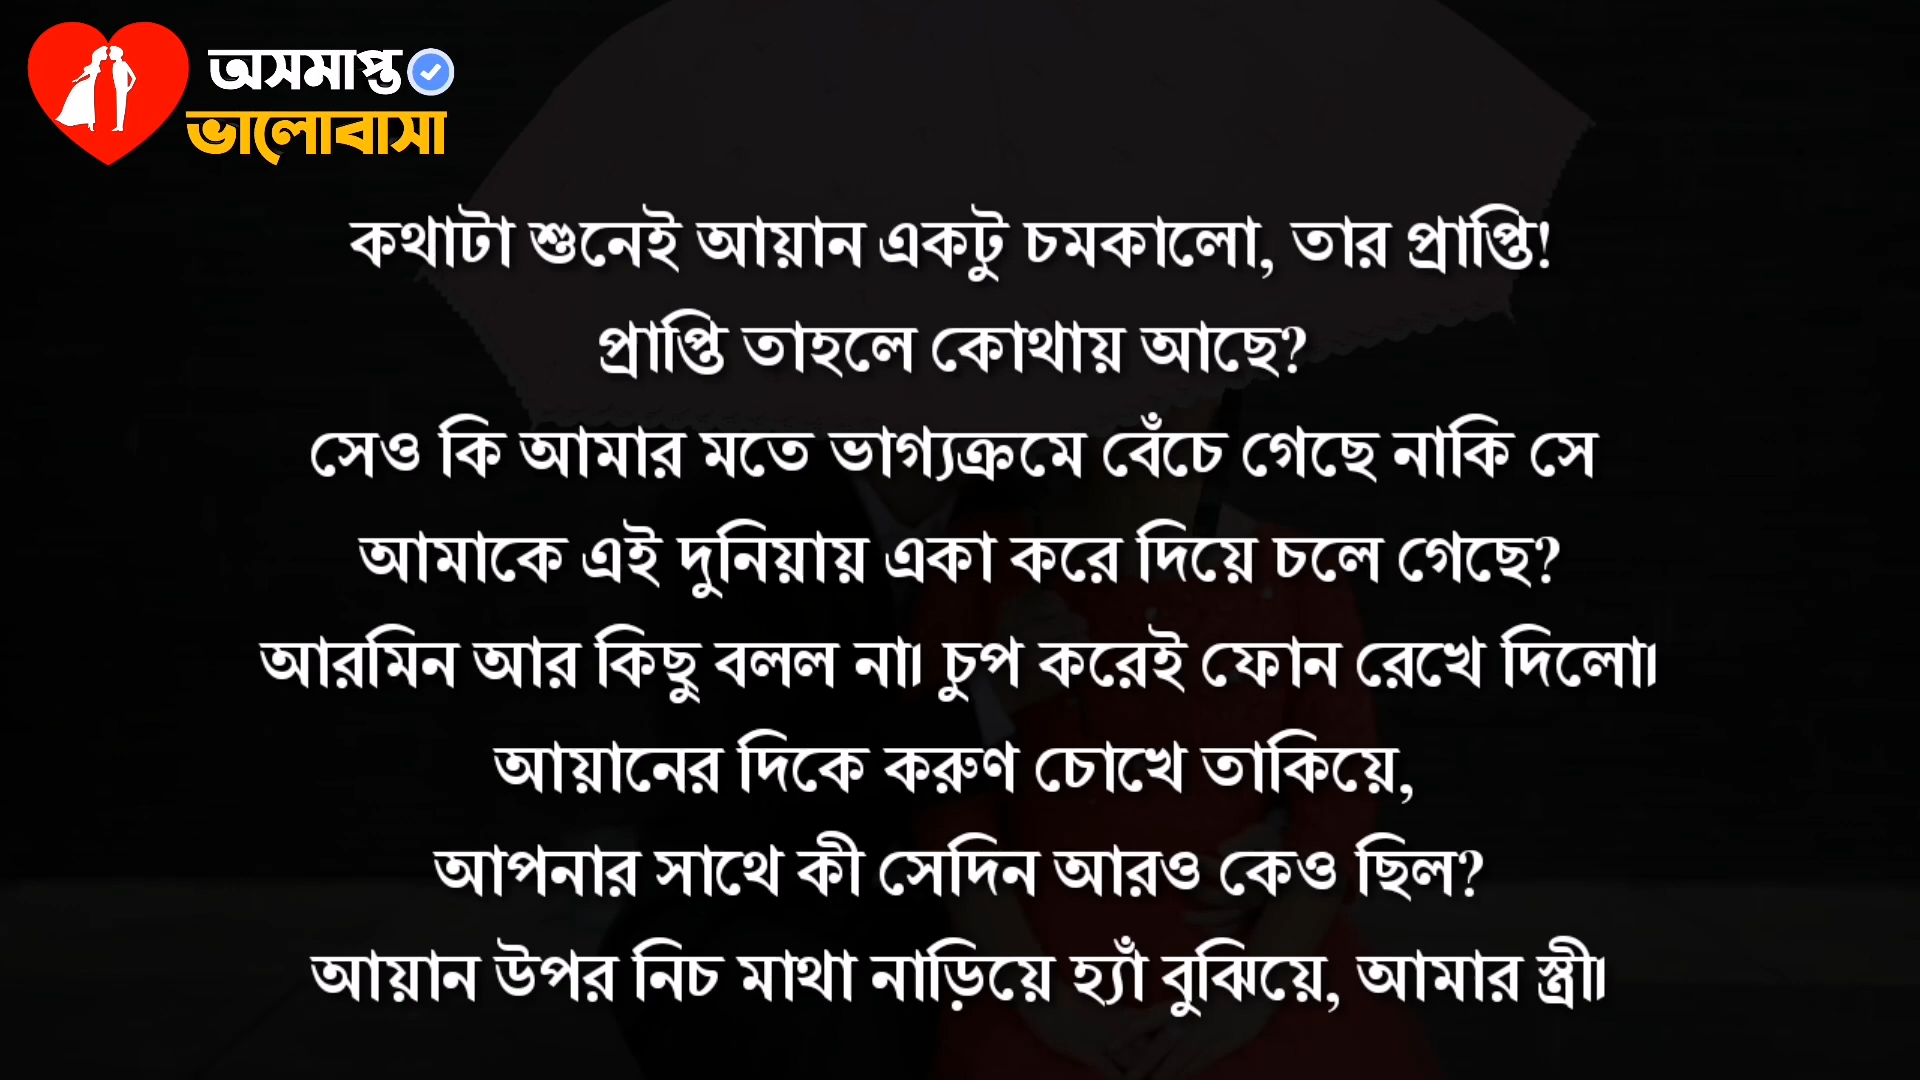 অসমাপ্ত
ভালোবাসা
কথাটা শুনেই আয়ান একটু চমকালো, তার প্রাপ্তি!
প্রাপ্তি তাহলে কোথায় আছে?
সেও কি আমার মতে ভাগ্যক্রমে বেঁচে গেছে নাকি সে
আমাকে এই দুনিয়ায় একা করে দিয়ে চলে গেছে?
আরমিন আর কিছু বলল না। চুপ করেই ফোন রেখে দিলো।
আয়ানের দিকে করুণ চোখে তাকিয়ে,
আপনার সাথে কী সেদিন আরও কেও ছিল?
আয়ান উপর নিচ মাথা নাড়িয়ে হ্যাঁ বুঝিয়ে, আমার স্ত্রী।